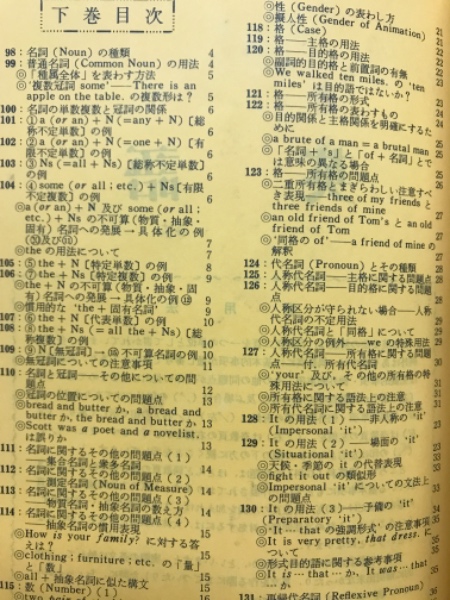 下巻目次
98：名詞（Noun）の種類 4
99：普通名詞（Common Noun）の用法 4
◎「種属全体」を表わす方法 5
◎‘複数冠詞 some’── There is an
apple on the table. の複数形は？ 5
100：名詞の単数複数と冠詞の関係 6
101：① a (or an)＋N（＝any＋N）〔総
称不定単数〕の例 6
102：② a (or an)＋N（＝one＋N）〔有
限不定単数〕の例 6
103：③ Ns（＝all＋Ns）〔総称不定複数〕
の例 6
104：④ some (or all; etc.)＋Ns〔有限
不定複数〕の例 6
◎a (or an)＋N 及び some (or all;
etc.)＋Ns の不可算（物質・抽象・
固有）名詞への発展→具体化の例
7
◎the の用法について 7
105：⑤ the＋N〔特定単数〕の例 8
106：⑦ the＋Ns〔特定複数〕の例 9
◎the＋N の不可算（物質・抽象・固
有）名詞への発展→具体化の例⑬ 9
◎慣用的な‘the＋固有名詞’ 9
107：⑥ the＋N〔代表単数〕の例 10
108：⑧ the＋Ns（＝all the＋Ns）〔総
称複数〕の例 10
109：⑨ N〔無冠詞〕→⑩不可算名詞の例 10
◎無冠詞についての注意事項 11
110：名詞と冠詞──その他についての問
題点 12
◎冠詞の位置についての問題点 12
◎bread and butter か, a bread and
butter か, the bread and butter か 13
◎Scott was a poet and a novelist.
は誤りか 13
111：名詞に関するその他の問題点（1）
──集合名詞と衆多名詞 14
112：名詞に関するその他の問題点（2）
──測定名詞（Noun of Measure） 14
113：名詞に関するその他の問題点（3）
──物質名詞・抽象名詞の数え方 14
114：名詞に関するその他の問題点（4）
──抽象名詞の慣用表現 15
◎How is your family? に対する答
えは？ 15
◎clothing; furniture; etc. の「量」
と「数」 15
◎all＋抽象名詞に似た構文 15
115：数（Number）（1）
◎性（Gender）の表わし方
◎擬人性（Gender of Animation） 21
118：格（Case） 21
119：格──主格の用法 23
120：格──目的格の用法 22
◎副詞的目的格と前置詞の有無 23
◎We walked ten miles. の ‘ten
miles’ は目的語ではないか？ 24
121：格──所有格の形式 24
122：格──所有格の表わすもの 24
◎目的関係と主格関係を明確にするた
めに 25
◎a brute of a man＝a brutal man 25
◎「名詞＋'s」と「of＋名詞」とで
は意味の異なる場合 25
123：格──所有格の問題点 26
◎二重所有格とまぎらわしい注意すべ
き表現── three of my friends と
three friends of mine 27
◎an old friend of Tom's と an old
friend of Tom 27
◎‘同格の of’── a friend of mine の
解釈 27
124：代名詞（Pronoun）とその種類 28
125：人称代名詞──主格に関する問題点 28
126：人称代名詞──目的格に関する問題
点 28
◎人称区分が守られない場合──人称
代名詞の不定用法 29
◎人称代名詞と「同格」について 29
◎人称区分の例外── we の特殊用法 29
127：人称代名詞──所有格に関する問題
点──付．所有代名詞 30
◎‘your’ 及び，その他の所有格の特
殊用法について 31
◎所有格に関する語法上の注意 31
◎所有代名詞に関する語法上の注意 31
128：It の用法（1）──非人称の ‘it’
(Impersonal ‘it’) 33
129：It の用法（2）──場面の ‘it’
(Situational ‘it’) 33
◎天候・季節の it の代替表現 33
◎fight it out の類似形 33
◎Impersonal ‘it’ についての文法上
の問題点 33
130：It の用法（3）──予備の ‘it’
(Preparatory ‘it’) 34
◎‘It … that の強調形式’ の注意事項 35
◎It is very pretty, that dress. に
ついて 35
◎形式目的語に関する参考事項 35
◎It is…that…か, It was…that
…か 36
131：再帰代名詞（Reflexive Pronoun）